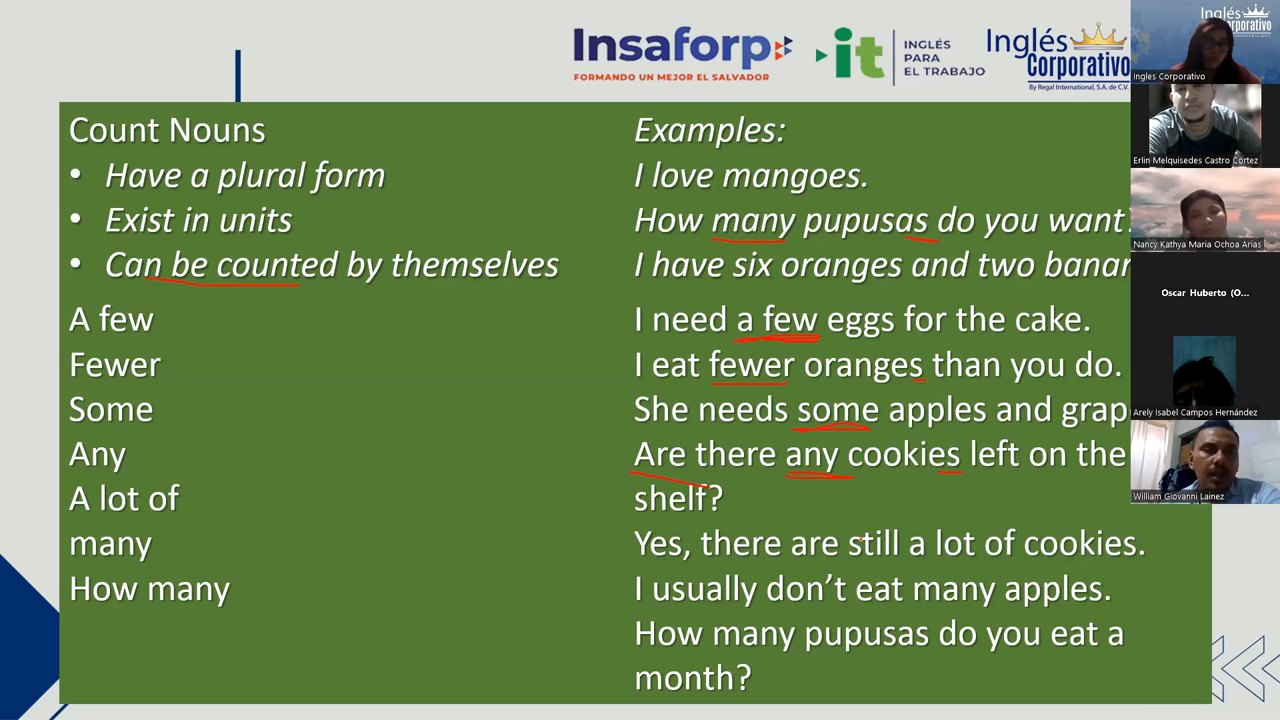 Insaforp
FORMANDO UN MEJOR EL SALVADOR
it
INGLÉS
PARA
EL TRABAJO
Inglés
Corporativo
By Regal International, S.A. de C.V.
Count Nouns
• Have a plural form
• Exist in units
• Can be counted by themselves
A few
Fewer
Some
Any
A lot of
many
How many
Examples:
I love mangoes.
How many pupusas do you want?
I have six oranges and two banan
I need a few eggs for the cake.
I eat fewer oranges than you do.
She needs some apples and grap
Are there any cookies left on the
shelf?
Yes, there are still a lot of cookies.
I usually don't eat many apples.
How many pupusas do you eat a
month?
Inglés
Corporativo
Ingles Corporativo
Erlin Melquisedes Castro Cortez
Nancy Kathya Maria Ochoa Arias
Oscar Huberto (O...
Arely Isabel Campos Hernández
William Giovanni Lainez